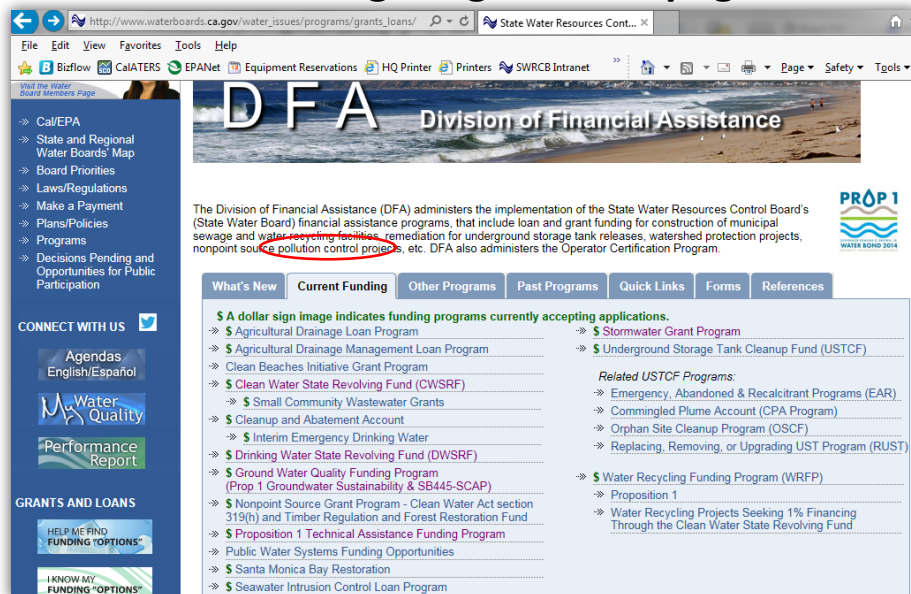 http://www.waterboards.ca.gov/water_issues/programs/grants_loans/
State Water Resources Cont...
File Edit View Favorites Tools Help
Bizflow CalATERS EPANet Equipment Reservations HQ Printer Printers SWRCB Intranet
Page Safety Tools
Visit the Water
Board Members Page
Cal/EPA
State and Regional
Water Boards' Map
Board Priorities
Laws/Regulations
Make a Payment
Plans/Policies
Programs
Decisions Pending and
Opportunities for Public
Participation
CONNECT WITH US
Agendas
English/Español
My Water
Quality
Performance
Report
GRANTS AND LOANS
HELP ME FIND
FUNDING "OPTIONS"
I KNOW MY
FUNDING "OPTIONS"
DFA Division of Financial Assistance
The Division of Financial Assistance (DFA) administers the implementation of the State Water Resources Control Board's
(State Water Board) financial assistance programs, that include loan and grant funding for construction of municipal
sewage and water recycling facilities, remediation for underground storage tank releases, watershed protection projects,
nonpoint source pollution control projects, etc. DFA also administers the Operator Certification Program.
PROP 1
WATER BOND 2014
What's New Current Funding Other Programs Past Programs Quick Links Forms References
$ A dollar sign image indicates funding programs currently accepting applications.
$ Agricultural Drainage Loan Program
$ Agricultural Drainage Management Loan Program
Clean Beaches Initiative Grant Program
$ Clean Water State Revolving Fund (CWSRF)
$ Small Community Wastewater Grants
$ Cleanup and Abatement Account
$ Interim Emergency Drinking Water
$ Drinking Water State Revolving Fund (DWSRF)
$ Ground Water Quality Funding Program
(Prop 1 Groundwater Sustainability & SB445-SCAP)
$ Nonpoint Source Grant Program - Clean Water Act section
319(h) and Timber Regulation and Forest Restoration Fund
$ Proposition 1 Technical Assistance Funding Program
Public Water Systems Funding Opportunities
$ Santa Monica Bay Restoration
$ Seawater Intrusion Control Loan Program
$ Stormwater Grant Program
$ Underground Storage Tank Cleanup Fund (USTCF)
Related USTCF Programs:
Emergency, Abandoned & Recalcitrant Programs (EAR)
Commingled Plume Account (CPA Program)
Orphan Site Cleanup Program (OSCF)
Replacing, Removing, or Upgrading UST Program (RUST)
$ Water Recycling Funding Program (WRFP)
Proposition 1
Water Recycling Projects Seeking 1% Financing
Through the Clean Water State Revolving Fund